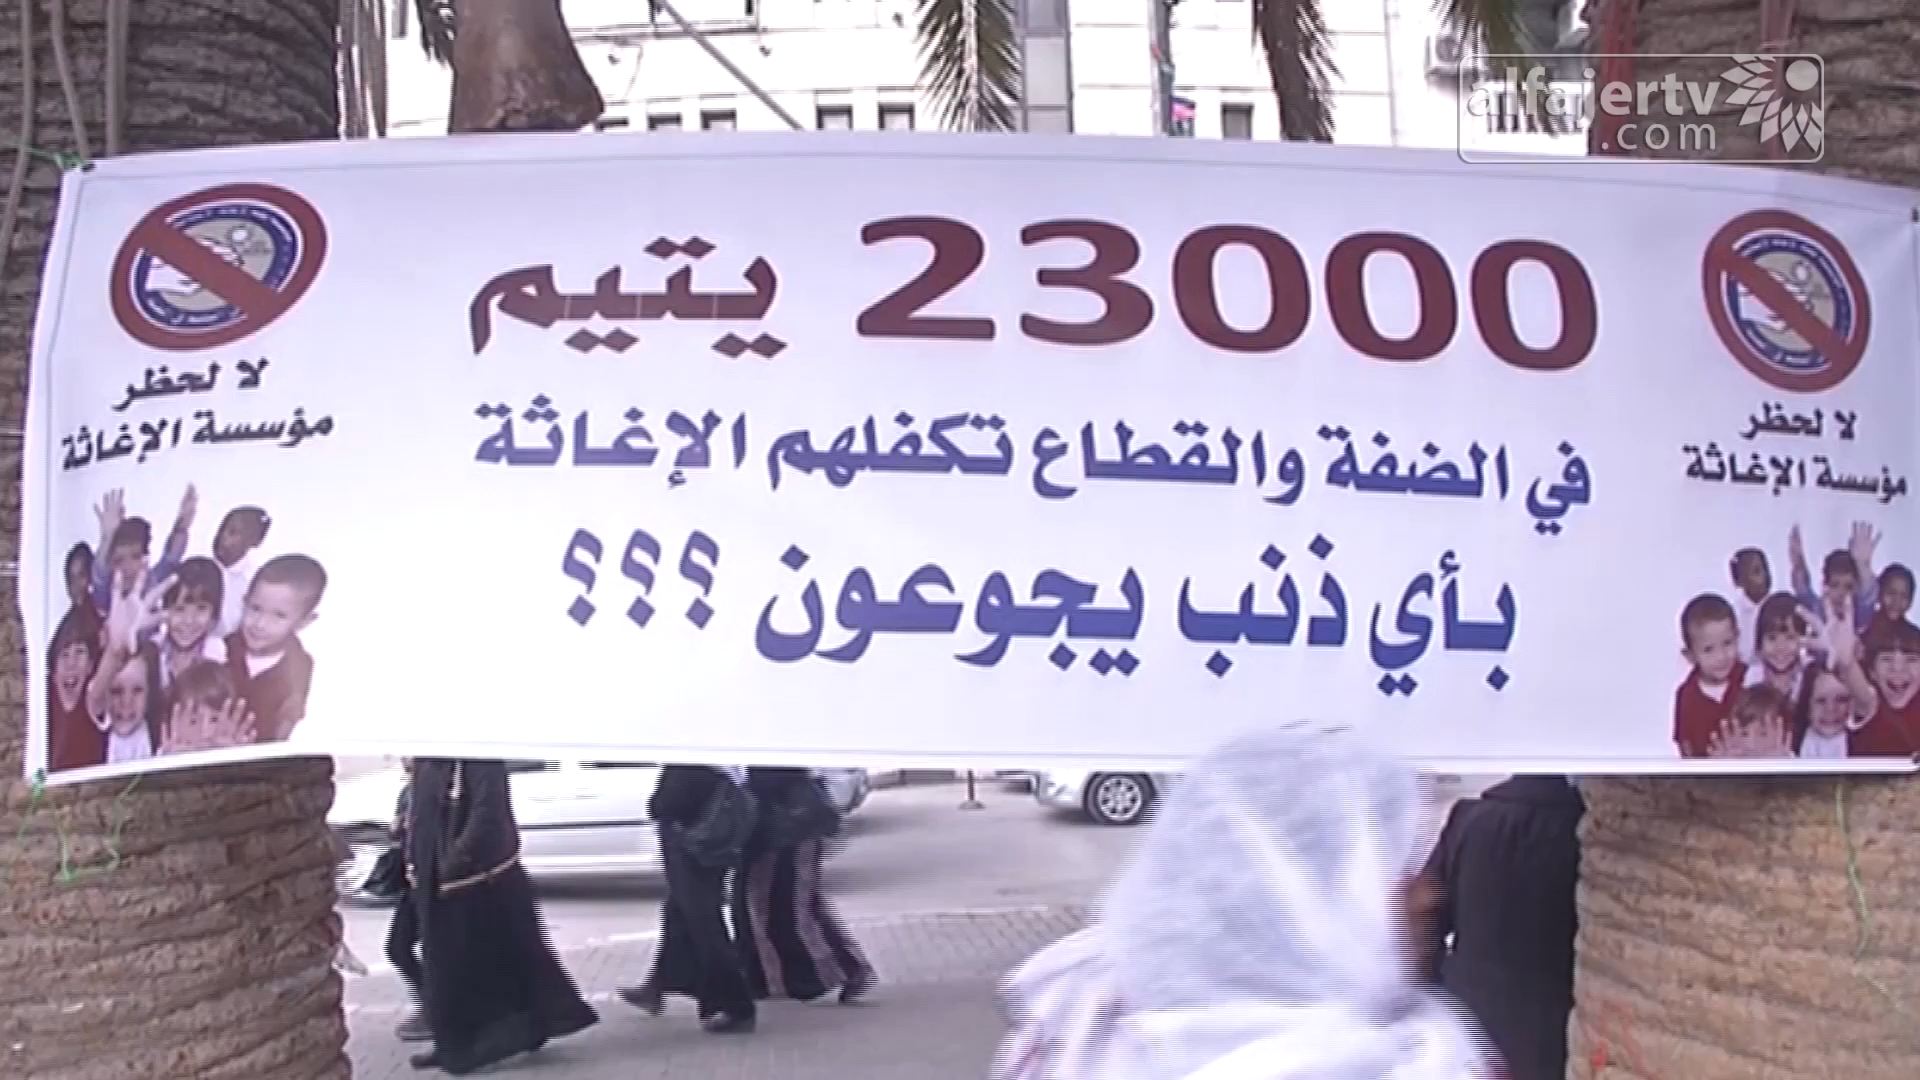 alfajertv
.com
23000 يتيم
في الضفة والقطاع تكفلهم الإغاثة
بأي ذنب يجوعون ؟؟؟
لا لحظر
مؤسسة الإغاثة
لا لحظر
مؤسسة الإغاثة